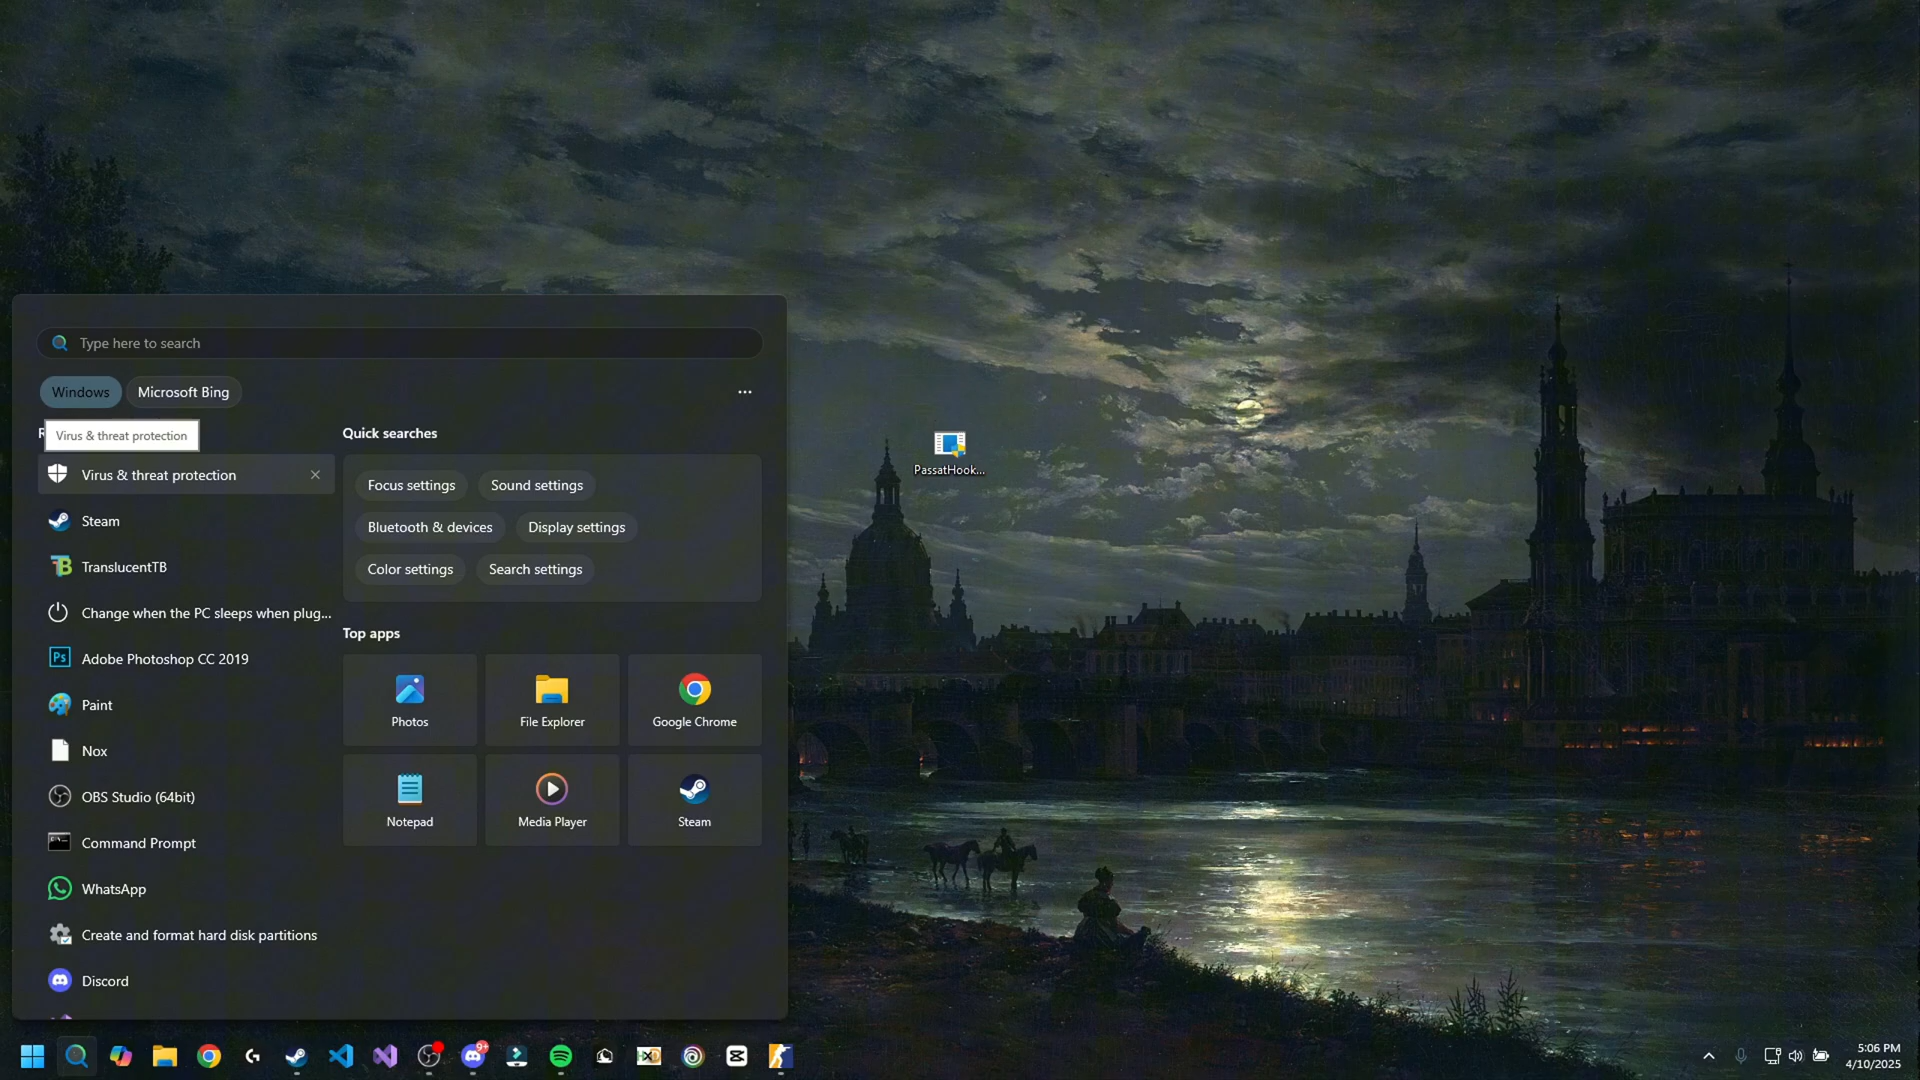 Type here to search
Windows
Microsoft Bing
Virus & threat protection
Quick searches
Virus & threat protection
Focus settings
Sound settings
Steam
Bluetooth & devices
Display settings
TranslucentTB
Color settings
Search settings
Change when the PC sleeps when plug...
Top apps
Adobe Photoshop CC 2019
Paint
Photos
File Explorer
Google Chrome
Nox
OBS Studio (64bit)
Notepad
Media Player
Steam
Command Prompt
WhatsApp
Create and format hard disk partitions
Discord
PassatHook...
9+
5:06 PM
4/10/2025